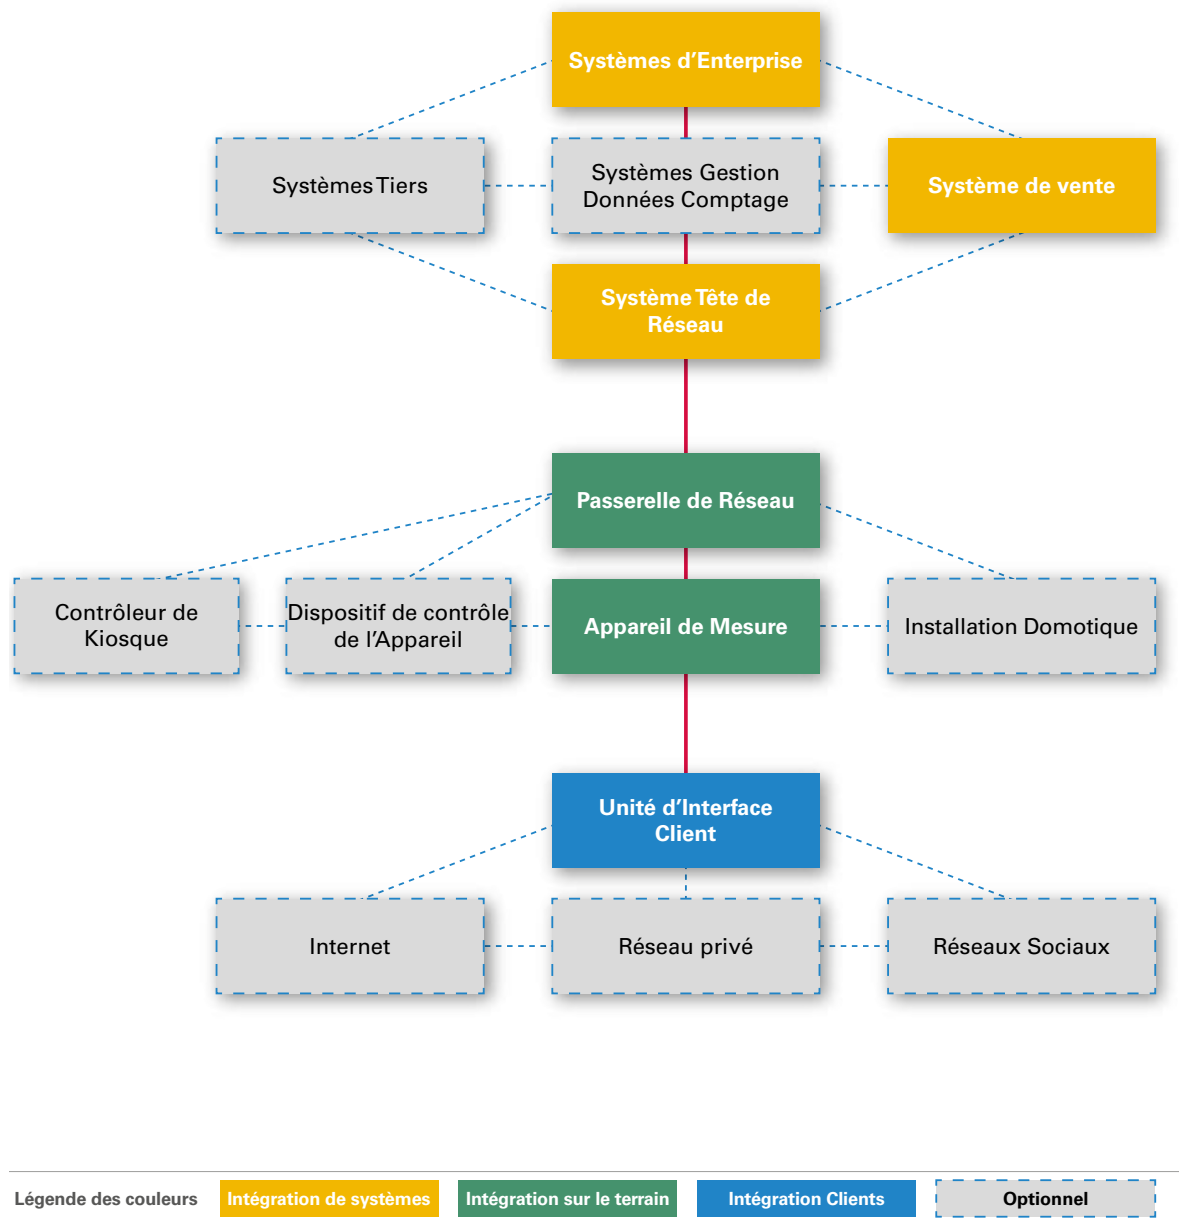 Systèmes d'Enterprise
Systèmes Tiers
Systèmes Gestion
Données Comptage
Système de vente
Système Tête de
Réseau
Passerelle de Réseau
Contrôleur de
Kiosque
Dispositif de contrôle
de l'Appareil
Appareil de Mesure
Installation Domotique
Unité d'Interface
Client
Internet
Réseau privé
Réseaux Sociaux
Légende des couleurs
Intégration de systèmes
Intégration sur le terrain
Intégration Clients
Optionnel